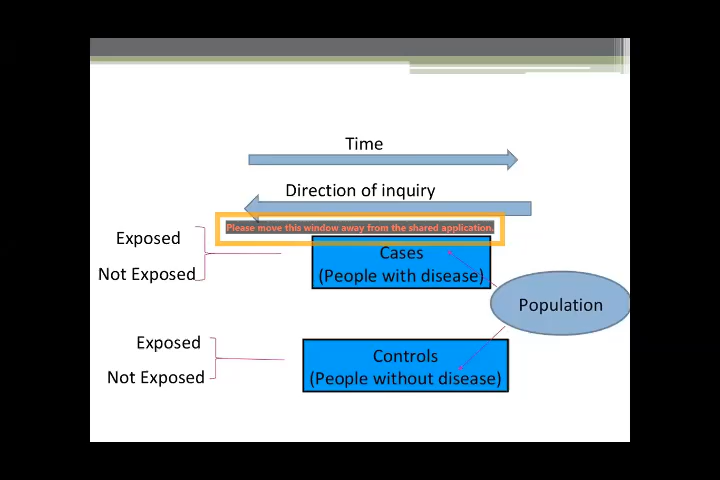 Time
Direction of inquiry
Please move this window away from the shared application.
Exposed
Not Exposed
Cases
(People with disease)
Population
Exposed
Not Exposed
Controls
(People without disease)